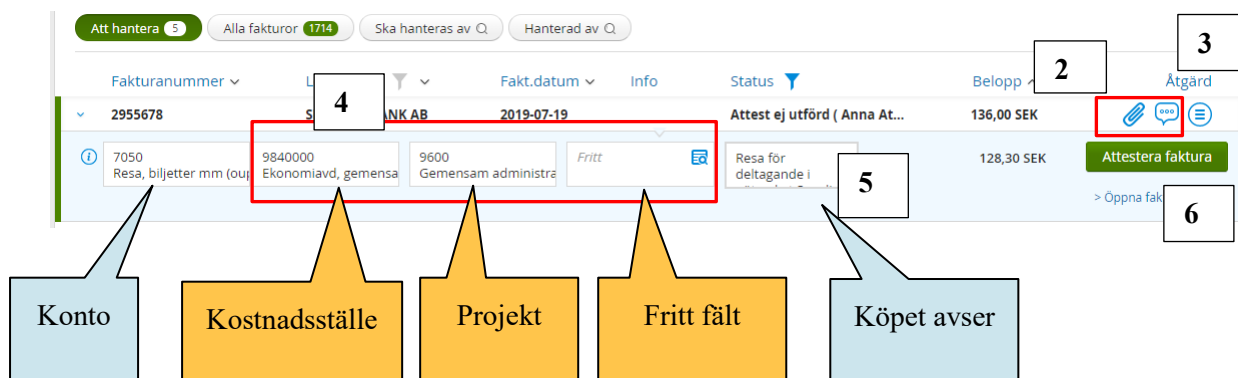 Att hantera 5 Alla fakturor 1714 Ska hanteras av Hanterad av
3
2
Fakturanummer Fakt.datum Info Status Belopp Åtgärd
4
2955678 AB 2019-07-19 Attest ej utförd ( Anna At... 136,00 SEK
7050 9840000 9600 Fritt Resa för 128,30 SEK Attestera faktura
Resa, biljetter mm (oup Ekonomiavd, gemensa Gemensam administra deltagande i
5
> Öppna fak
6
Konto Kostnadsställe Projekt Fritt fält Köpet avser